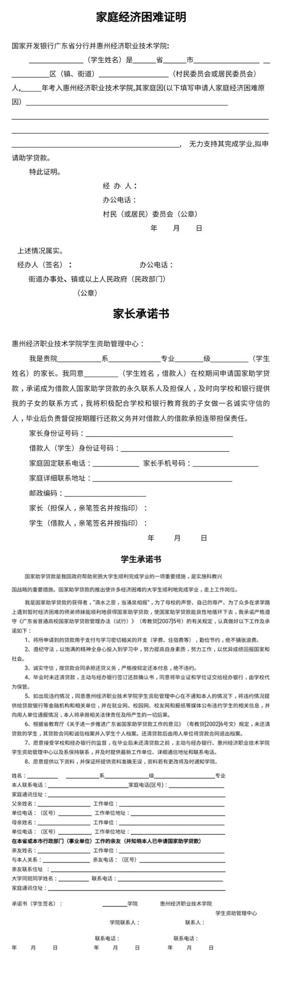 家庭经济困难证明
国家开发银行广东省分行并惠州经济职业技术学院:
（学生姓名）是______省______市__________________ __
__________区（镇、街道）__________________（村民委员会或居民委员会）
人,______年考入惠州经济职业技术学院,其家庭因(以下填写申请人家庭经济困难原
因）
， 无力支持其完成学业,拟申
请助学贷款。
特此证明。
经 办 人：
办公电话：
村民（或居民）委员会（公章）
年 月 日
上述情况属实。
经办人（签名）： 办公电话：
街道办事处、镇或以上人民政府（民政部门）
（公章）
家长承诺书
惠州经济职业技术学院学生资助管理中心：
我是贵院____________系______________专业________级__________（学生
姓名）的家长。我同意__________（学生姓名，借款人）在校期间申请国家助学贷
款，承诺成为借款人国家助学贷款的永久联系人及担保人，及时向学校和银行提供
我的子女的联系方式，我将积极配合学校和银行教育我的子女做一名诚实守信的
人，毕业后负责督促按期履行还款义务并对借款人的借款承担连带担保责任。
家长身份证号码：
借款人（学生）身份证号码：
家庭固定联系电话：____________ 家长手机号码：
家庭详细联系地址：
邮政编码：
家长（担保人，亲笔签名并按指印）：
学生（借款人，亲笔签名并按指印）：
年 月 日
学生承诺书
国家助学贷款是我国政府帮助贫困大学生顺利完成学业的一项重要措施，是实施科教兴
国战略的重要措施。国家助学贷款的推出使许多经济困难的大学生顺利地完成学业，走上工作岗位。
我是国家助学贷款的获得者，“滴水之恩，当涌泉相报”，为了母校的声誉、自己的尊严、为了众多在求学路
上遇到暂时经济困难的师弟师妹能顺利地获得国家助学贷款，使国家助学贷款能良性地循环下去，我承诺严格遵
守《广东省普通高校国家助学贷款管理办法（试行）》（粤教贷[2007]5号）的有关规定，认真做好以下工作及承
诺如下：
1、将所申请到的贷款用于支付与学习密切相关的开支（学费、住宿费等），勤俭节约，绝不铺张浪费。
2、遵纪守法，以饱满的精神全身心投入到学习中，努力提高自身素质，努力工作，以优异成绩回报国家和
社会。
3、诚实守信，按贷款合同承担还贷义务，严格按规定还本付息，绝不违约。
4、毕业时未还清贷款，主动与经办银行签订还款确认书，同意将毕业证和学位证交给经办银行，由学校代
为保管。
5、如出现违约情况，同意惠州经济职业技术学院学生资助管理中心在不通知本人的情况下，将违约情况提
供给贷款银行等金融机构和相关单位，并在就业网、校园网、校友网和报纸等媒体公布违约学生的相关信息，并
向用人单位通报情况，本人将承担相关法律责任及所产生的一切后果。
6、根据省教育厅《关于进一步推进广东省国家助学贷款工作的意见》（粤教贷[2002]6号文）规定，未还清
贷款的学生，其贷款合同和诚信档案并入学生个人档案。还清贷款后由用人单位将贷款合同退出档案。
7、愿意接受学校和经办银行的监督，在毕业后未还清贷款之前，主动与经办银行、惠州经济职业技术学院
学生资助管理中心以及系保持联系，并及时提供最新工作单位、详细通信地址和联系电话。
8、愿意提供以下资料，并保证所提供资料准确无误，资料若有更改将及时通知学院。
姓名：__________ __________系______________级__________________专业
本人联系电话：__________________________家庭电话(区号)：
家庭通讯住址：
父亲姓名：________________ 工作单位：
单位电话：（区号）__________ 工作单位地址：
母亲姓名：________________ 工作单位：
单位电话：（区号）__________ 工作单位地址：
在本省或本市行政部门（事业单位）工作的亲友（并知晓本人已申请国家助学贷款）
亲友姓名：________________ 工作单位：
与本人关系：______________ 亲友电话：（区号）
亲友联系住址 ：
大学同班同学姓名：________ 联系电话：
家庭通讯住址：
承诺书（学生签名）： ________学院 惠州经济职业技术学院
学生资助管理中心
学院联系人： 联系人：
联系电话： 联系电话：
年 月 日 年 月 日 年 月 日